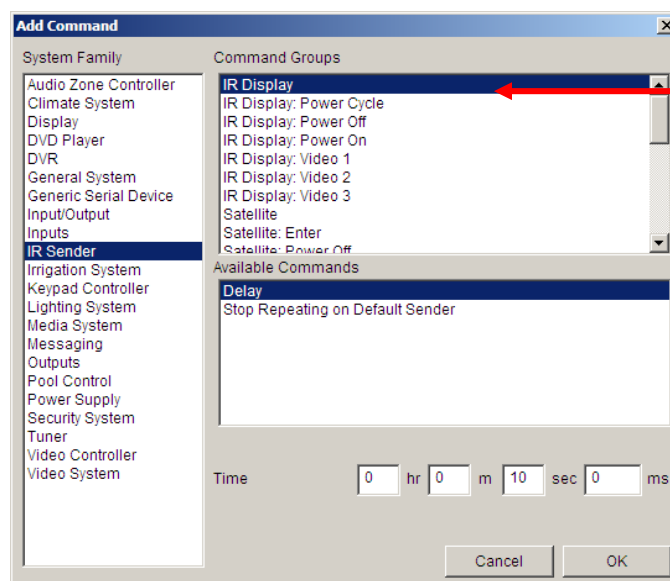 Add Command
System Family
Audio Zone Controller
Climate System
Display
DVD Player
DVR
General System
Generic Serial Device
Input/Output
Inputs
IR Sender
Irrigation System
Keypad Controller
Lighting System
Media System
Messaging
Outputs
Pool Control
Power Supply
Security System
Tuner
Video Controller
Video System
Command Groups
IR Display
IR Display: Power Cycle
IR Display: Power Off
IR Display: Power On
IR Display: Video 1
IR Display: Video 2
IR Display: Video 3
Satellite
Satellite: Enter
Satellite: Power Off
Available Commands
Delay
Stop Repeating on Default Sender
Time 0 hr 0 m 10 sec 0 ms
Cancel OK